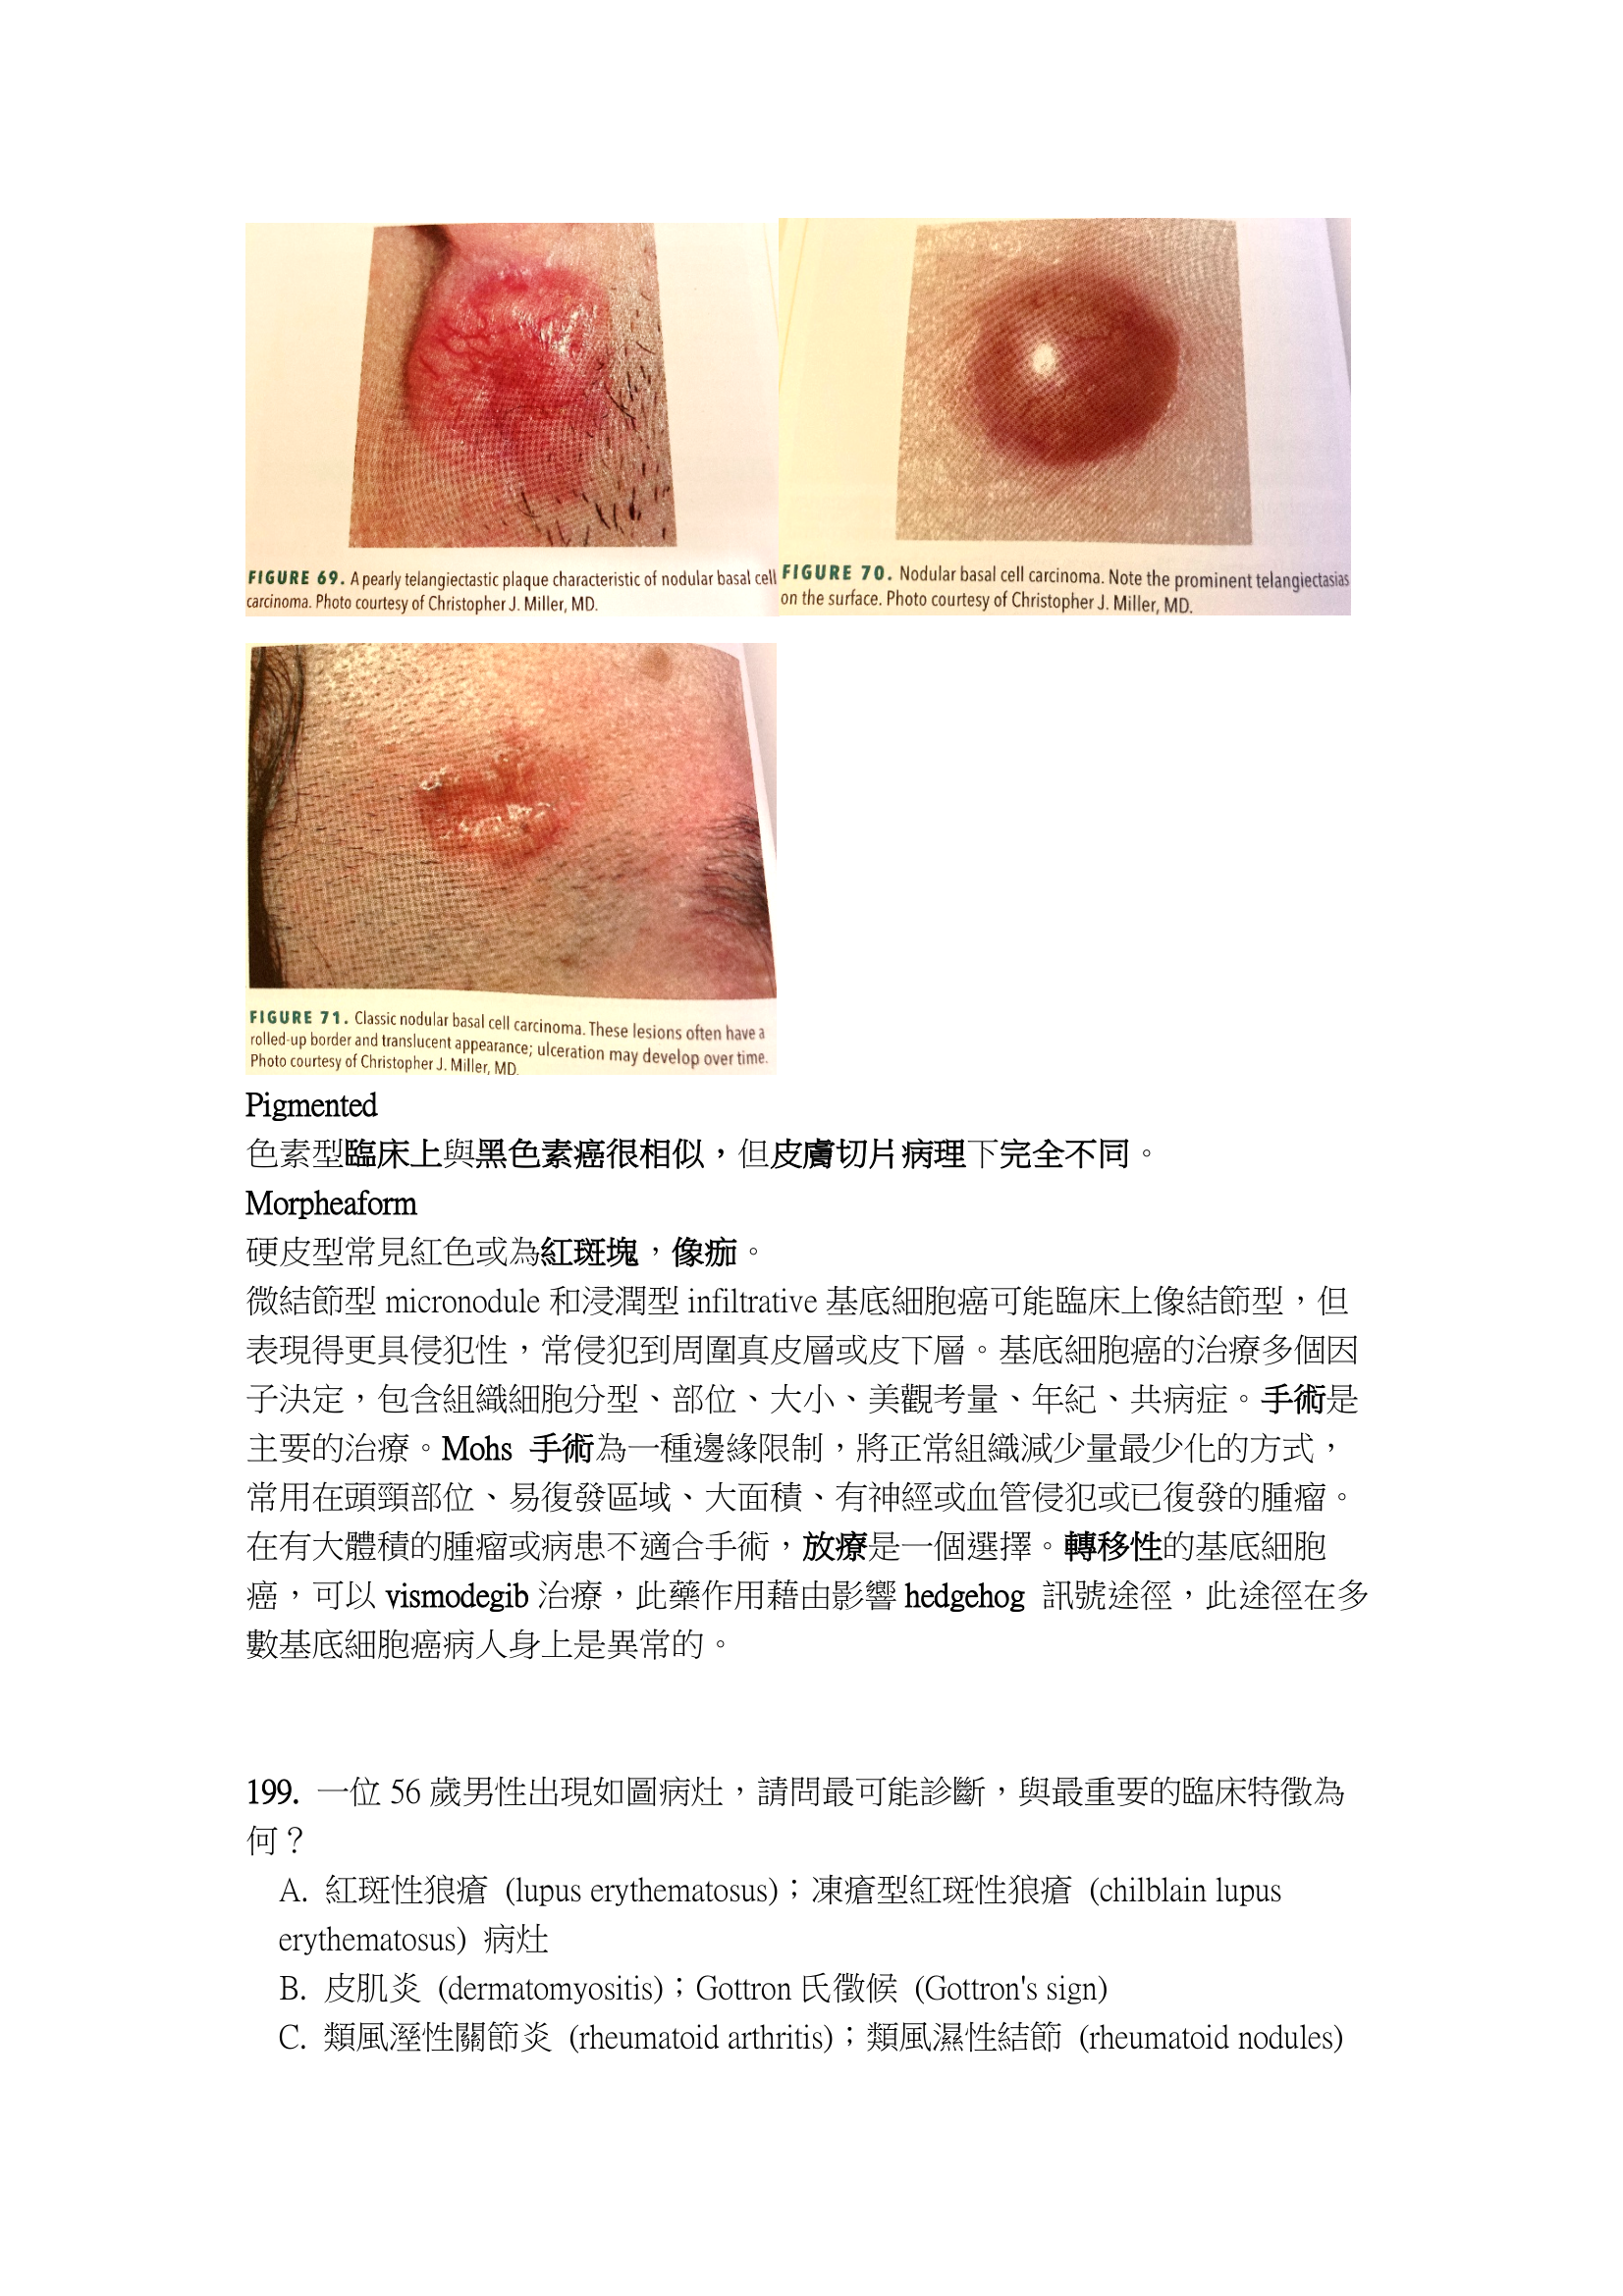 FIGURE 69. A pearly telangiectastic plaque characteristic of nodular basal cell
carcinoma. Photo courtesy of Christopher J. Miller, MD.
FIGURE 70. Nodular basal cell carcinoma. Note the prominent telangiectasias
on the surface. Photo courtesy of Christopher J. Miller, MD.
FIGURE 71. Classic nodular basal cell carcinoma. These lesions often have a
rolled-up border and translucent appearance; ulceration may develop over time.
Photo courtesy of Christopher J. Miller, MD.
Pigmented
色素型臨床上與黑色素癌很相似，但皮膚切片病理下完全不同。
Morpheaform
硬皮型常見紅色或為紅斑塊，像痂。
微結節型 micronodule 和浸潤型 infiltrative 基底細胞癌可能臨床上像結節型，但
表現得更具侵犯性，常侵犯到周圍真皮層或皮下層。基底細胞癌的治療多個因
子決定，包含組織細胞分型、部位、大小、美觀考量、年紀、共病症。手術是
主要的治療。Mohs 手術為一種邊緣限制，將正常組織減少量最少化的方式，
常用在頭頸部位、易復發區域、大面積、有神經或血管侵犯或已復發的腫瘤。
在有大體積的腫瘤或病患不適合手術，放療是一個選擇。轉移性的基底細胞
癌，可以 vismodegib 治療，此藥作用藉由影響 hedgehog 訊號途徑，此途徑在多
數基底細胞癌病人身上是異常的。
199. 一位 56 歲男性出現如圖病灶，請問最可能診斷，與最重要的臨床特徵為
何？
A. 紅斑性狼瘡 (lupus erythematosus)；凍瘡型紅斑性狼瘡 (chilblain lupus
erythematosus) 病灶
B. 皮肌炎 (dermatomyositis)；Gottron 氏徵候 (Gottron's sign)
C. 類風溼性關節炎 (rheumatoid arthritis)；類風濕性結節 (rheumatoid nodules)